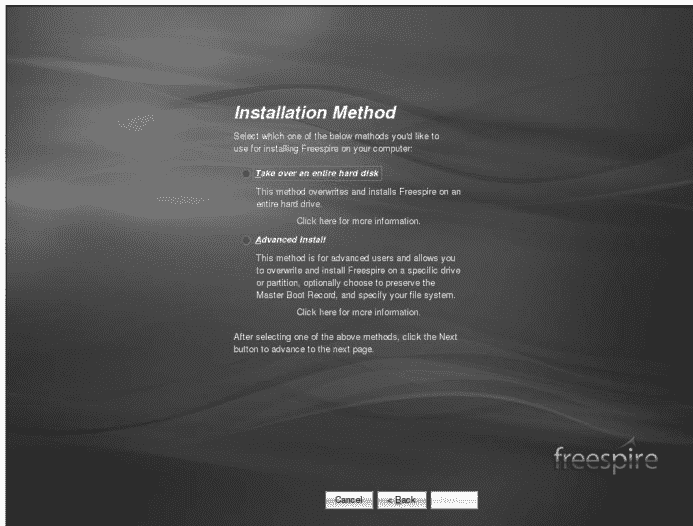 Installation Method
Select which one of the below methods you'd like to
use for installing Freespire on your computer:
Take over an entire hard disk
This method overwrites and installs Freespire on an
entire hard drive.
Click here for more information.
Advanced Install
This method is for advanced users and allows you
to overwrite and install Freespire on a specific drive
or partition, optionally choose to preserve the
Master Boot Record, and specify your file system.
Click here for more information.
After selecting one of the above methods, click the Next
button to advance to the next page.
freespire
Cancel
< Back